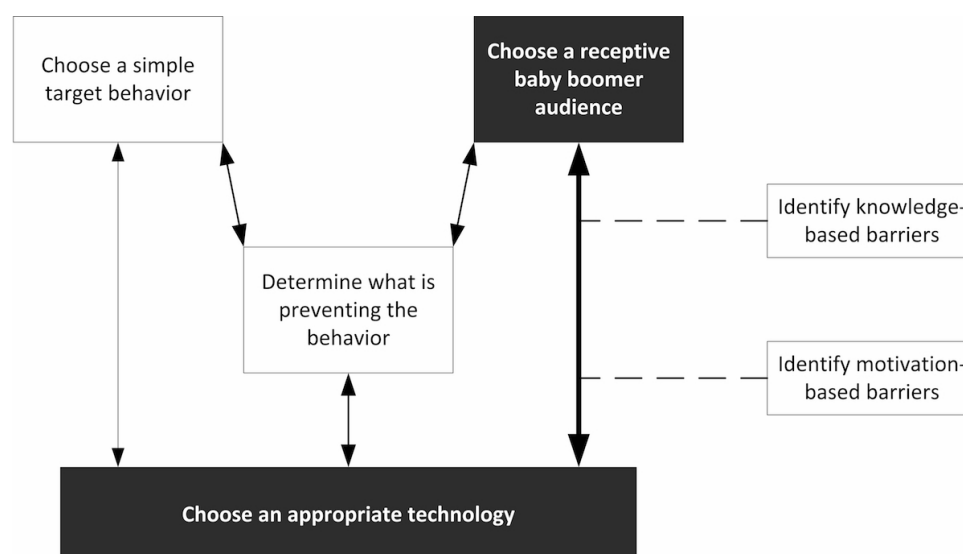 Choose a simple
target behavior
Choose a receptive
baby boomer
audience
Identify knowledge-
based barriers
Determine what is
preventing the
behavior
Identify motivation-
based barriers
Choose an appropriate technology